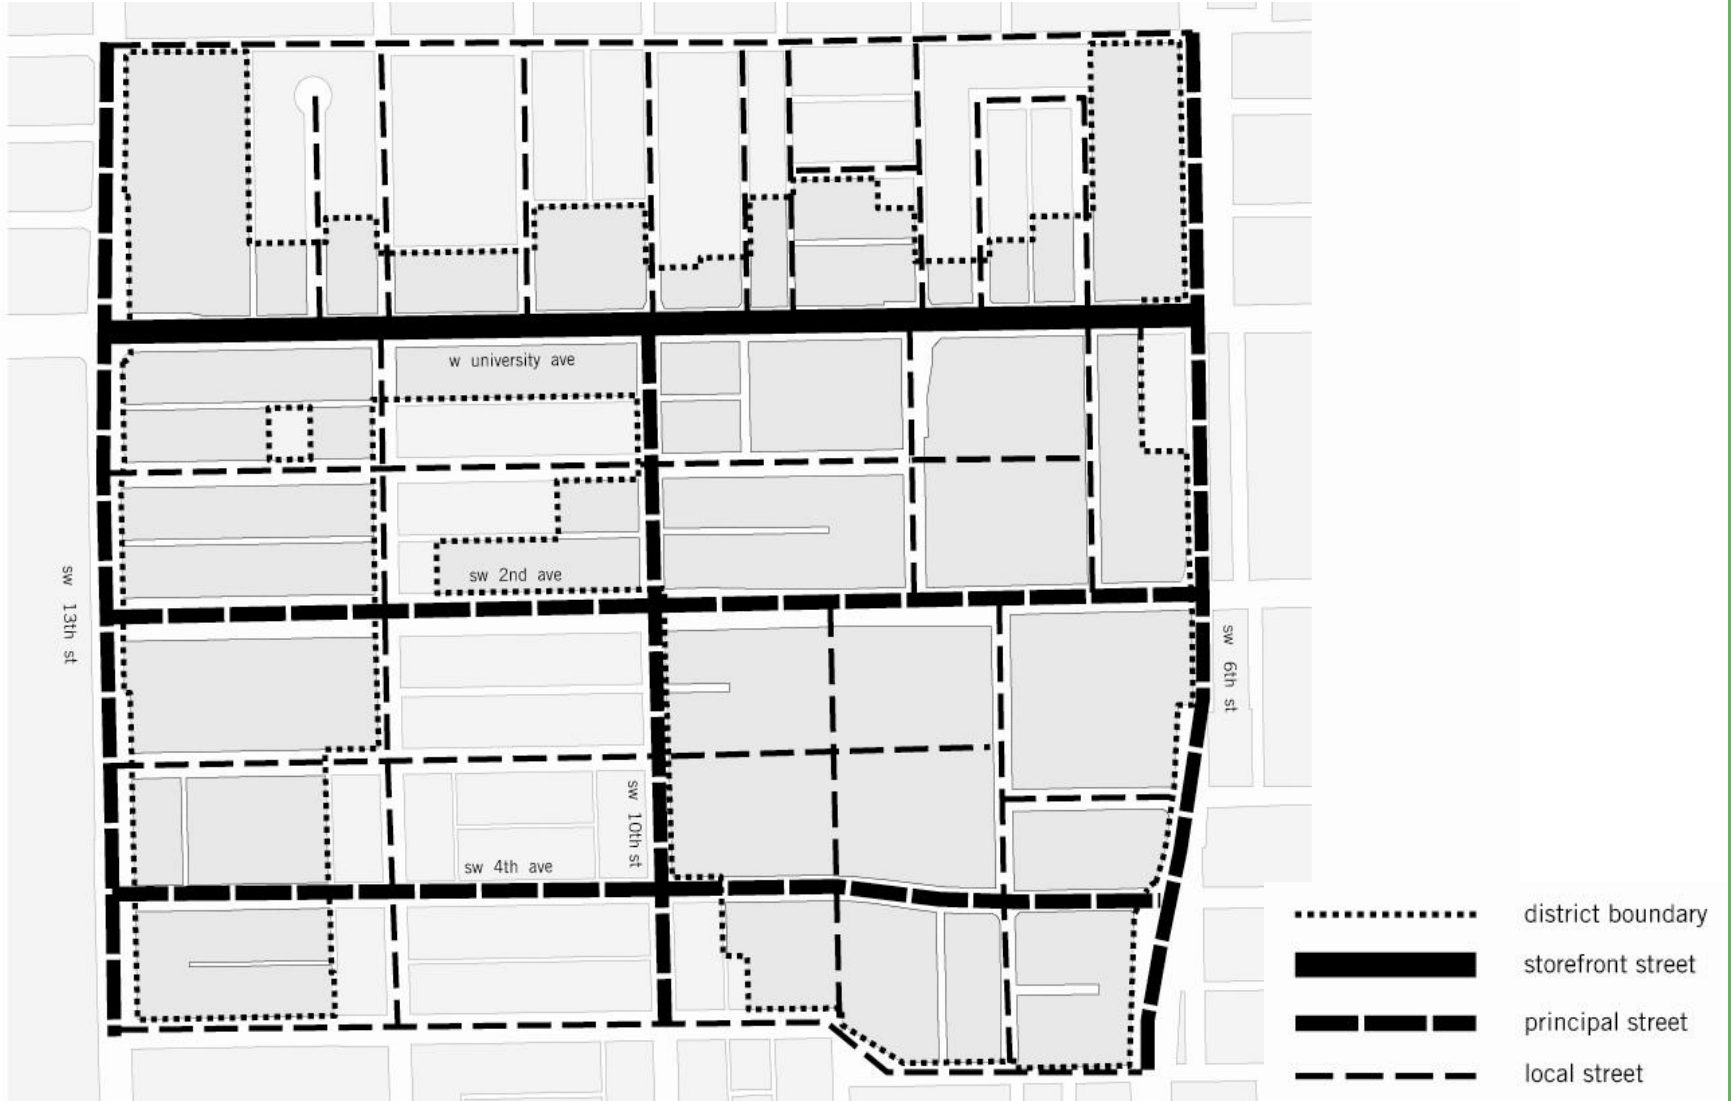 w university ave
sw 2nd ave
sw 13th st
sw 6th st
sw 10th st
sw 4th ave
district boundary
storefront street
principal street
local street